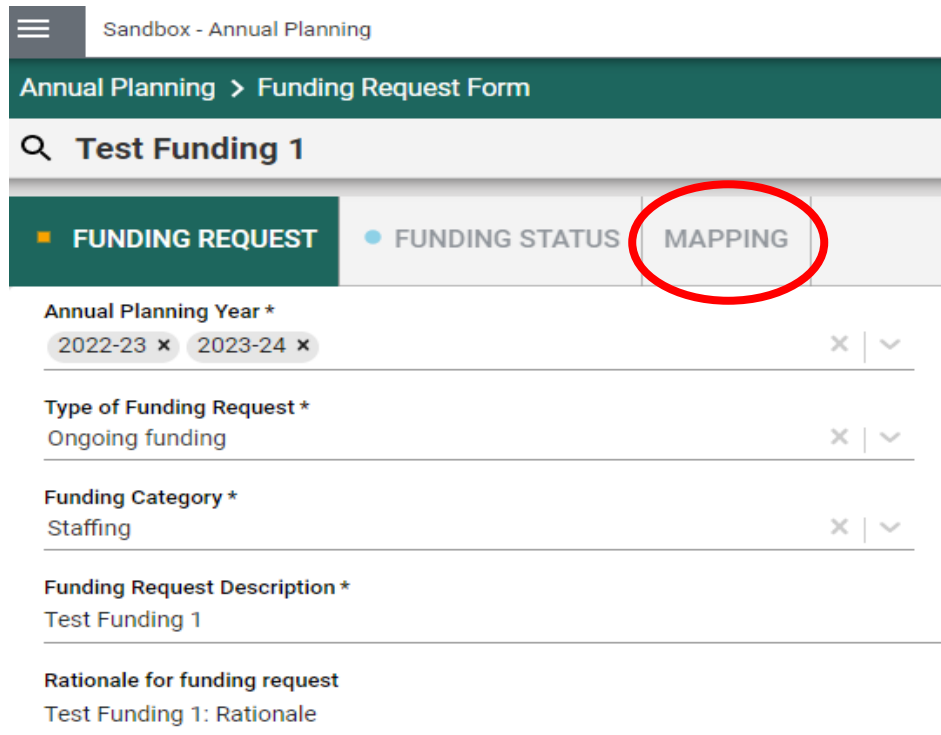 Sandbox - Annual Planning
Annual Planning > Funding Request Form
Test Funding 1
FUNDING REQUEST FUNDING STATUS MAPPING
Annual Planning Year *
2022-23 × 2023-24 ×
Type of Funding Request *
Ongoing funding
Funding Category *
Staffing
Funding Request Description *
Test Funding 1
Rationale for funding request
Test Funding 1: Rationale